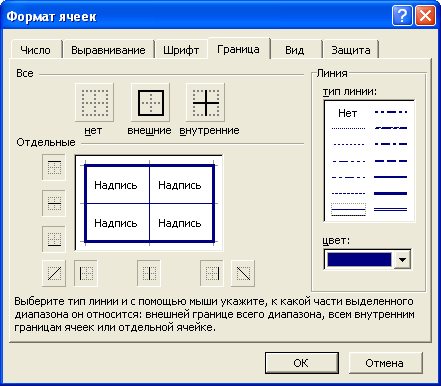 Формат ячеек
Число Выравнивание Шрифт Граница Вид Защита
Все
нет внешние внутренние
Отдельные
Надпись Надпись
Надпись Надпись
Линия
тип линии:
Нет
цвет:
Выберите тип линии и с помощью мыши укажите, к какой части выделенного
диапазона он относится: внешней границе всего диапазона, всем внутренним
границам ячеек или отдельной ячейке.
ОК Отмена